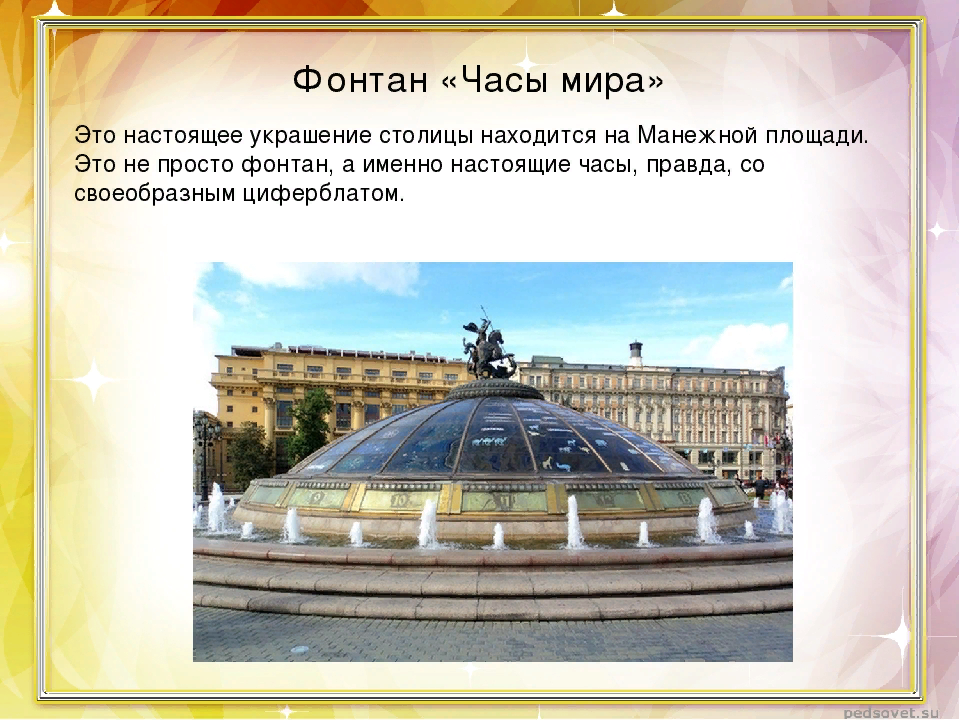 Фонтан «Часы мира»
Это настоящее украшение столицы находится на Манежной площади.
Это не просто фонтан, а именно настоящие часы, правда, со
своеобразным циферблатом.
pedsovet.su